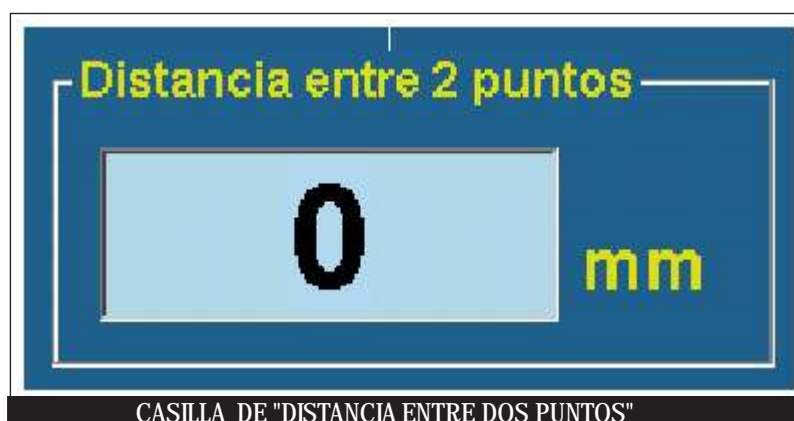 Distancia entre 2 puntos
0
mm
CASILLA DE "DISTANCIA ENTRE DOS PUNTOS"